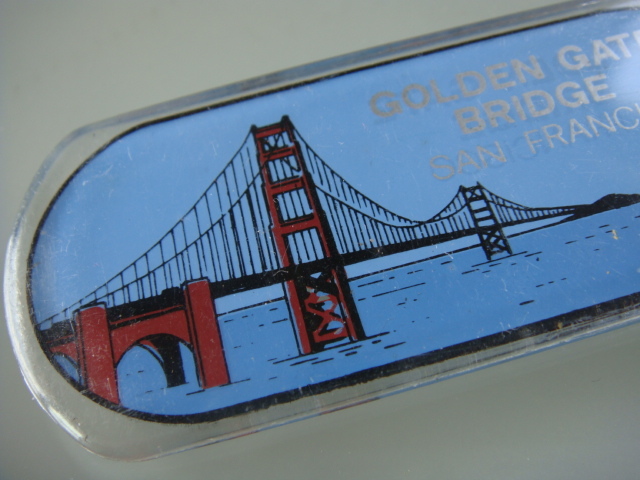 GOLDEN GAT
BRIDGE
SAN FRANC